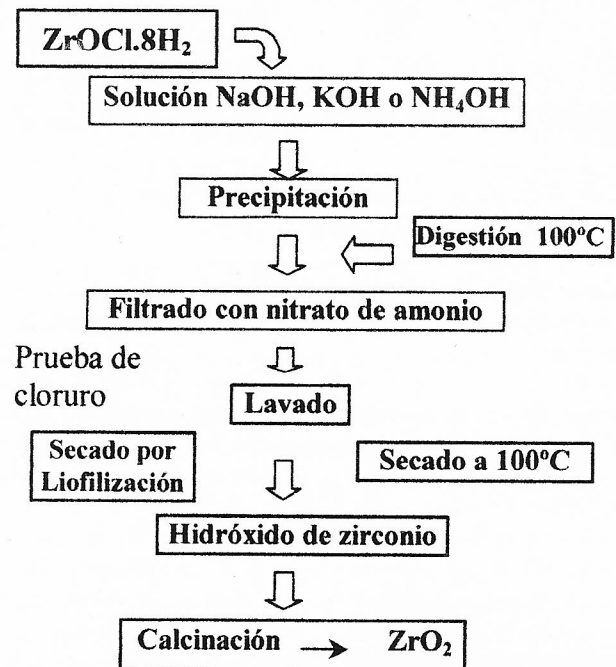 ZrOCl.8H₂
Solución NaOH, KOH o NH₄OH
Precipitación
Digestión 100ºC
Filtrado con nitrato de amonio
Prueba de
cloruro
Lavado
Secado por
Liofilización
Secado a 100ºC
Hidróxido de zirconio
Calcinación → ZrO₂